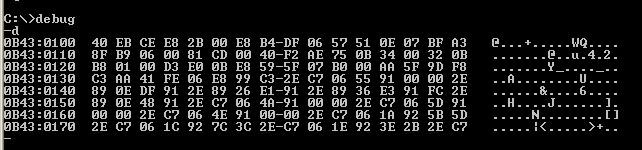 C:\>debug
-d
0B43:0100  40 EB CE E8 2B 00 E8 B4-DF 06 57 51 0E 07 BF A3   @...+.....WQ....
0B43:0110  8F BF B9 06 00 81 CD 00 40-F2 AE 75 0B 34 00 32 0B
0B43:0120  B8 01 00 D3 E0 0B E8 59-5F 07 B0 00 AA 5F 9D F8
0B43:0130  C3 AA 41 FE 06 E8 99 C3-2E C7 06 55 91 00 00 2E   ..A........U....
0B43:0140  89 0E DF 91 2E 89 26 E1-91 2E 89 36 E3 91 FC 2E   ......&....6....
0B43:0150  89 0E 48 91 2E C7 06 4A-91 00 00 2E C7 06 5D 91   ..H....J......].
0B43:0160  00 00 2E C7 06 4E 91 00-00 2E C7 06 1A 92 5B 5D   .....N........[]
0B43:0170  2E C7 06 1C 92 7C 3C 2E-C7 06 1E 92 3E 2B 2E C7
-